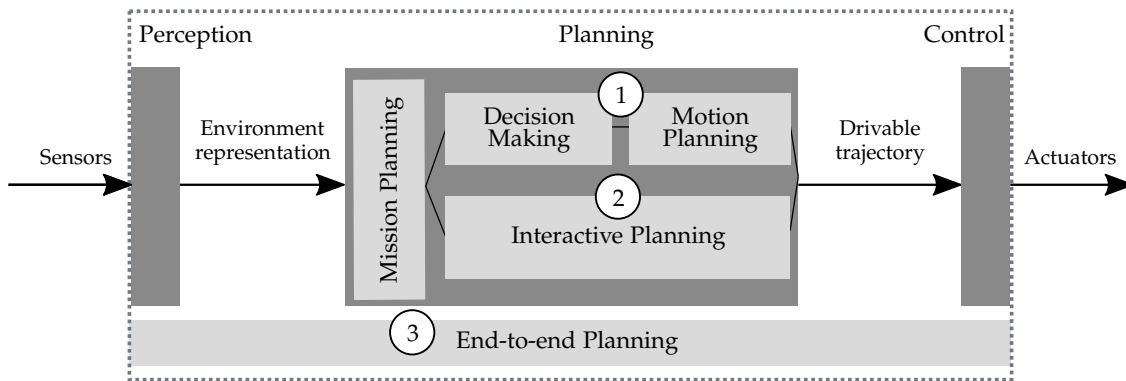 Perception
Planning
Control
Sensors
Environment
representation
Mission Planning
1
Decision
Making
Motion
Planning
2
Interactive Planning
Drivable
trajectory
Actuators
3
End-to-end Planning